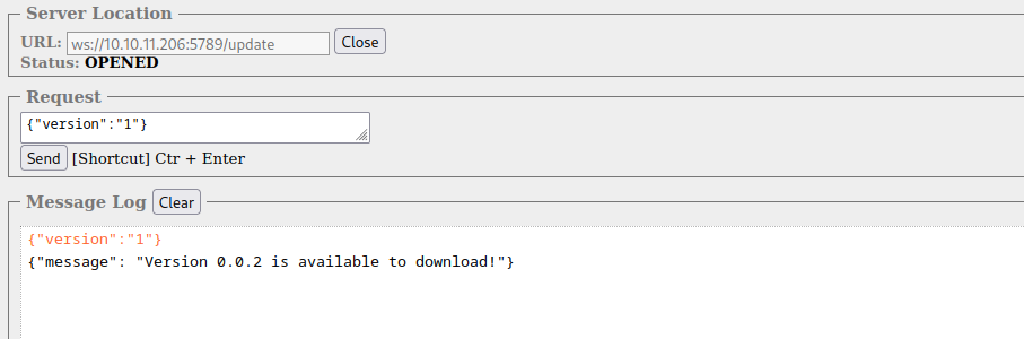 Server Location
URL: ws://10.10.11.206:5789/update Close
Status: OPENED
Request
{"version":"1"}
Send [Shortcut] Ctr + Enter
Message Log Clear
{"version":"1"}
{"message": "Version 0.0.2 is available to download!"}